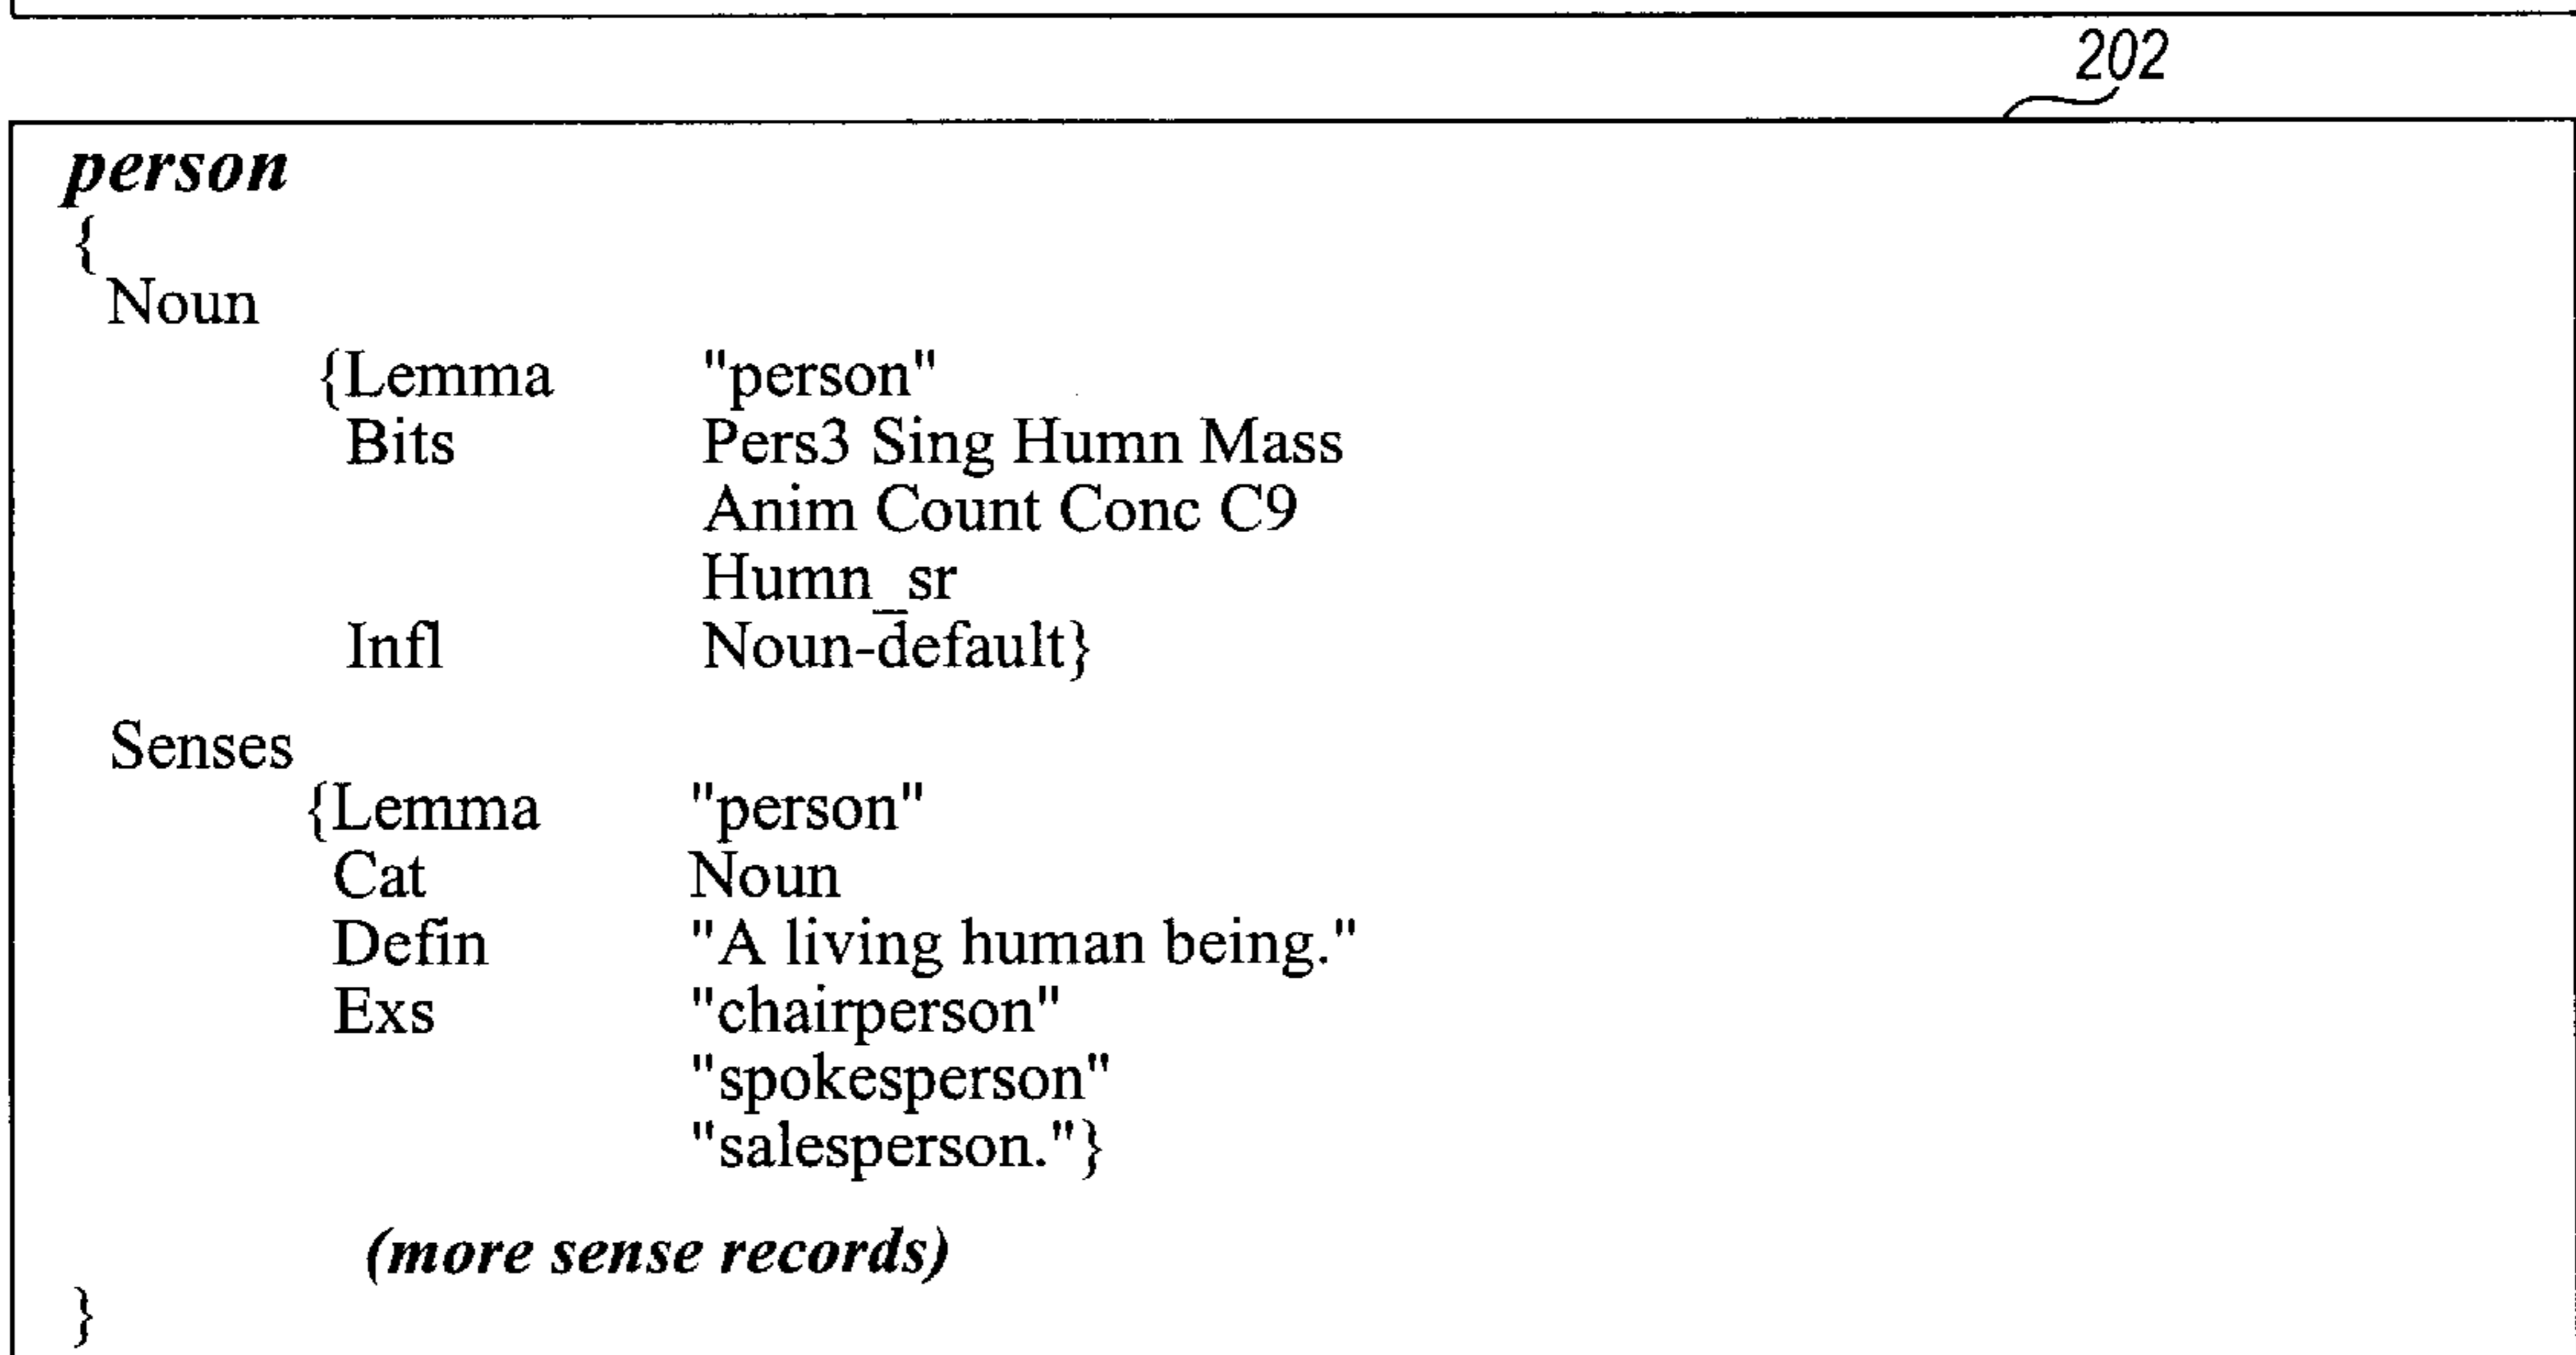 202
person
{
Noun
{Lemma "person"
Bits Pers3 Sing Humn Mass
Anim Count Conc C9
Humn_sr
Infl Noun-default}
Senses
{Lemma "person"
Cat Noun
Defin "A living human being."
Exs "chairperson"
"spokesperson"
"salesperson."}
(more sense records)
}